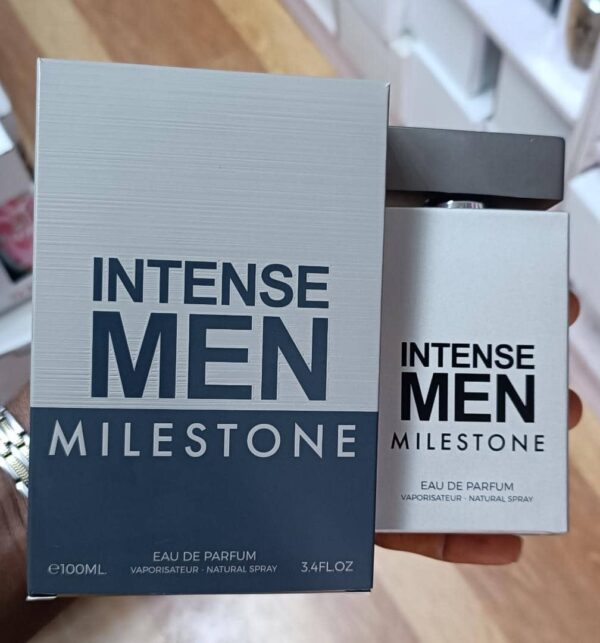 INTENSE
MEN
MILESTONE
EAU DE PARFUM
VAPORISATEUR - NATURAL SPRAY
℮100ML.
3.4FL.OZ
INTENSE
MEN
MILESTONE
EAU DE PARFUM
VAPORISATEUR - NATURAL SPRAY